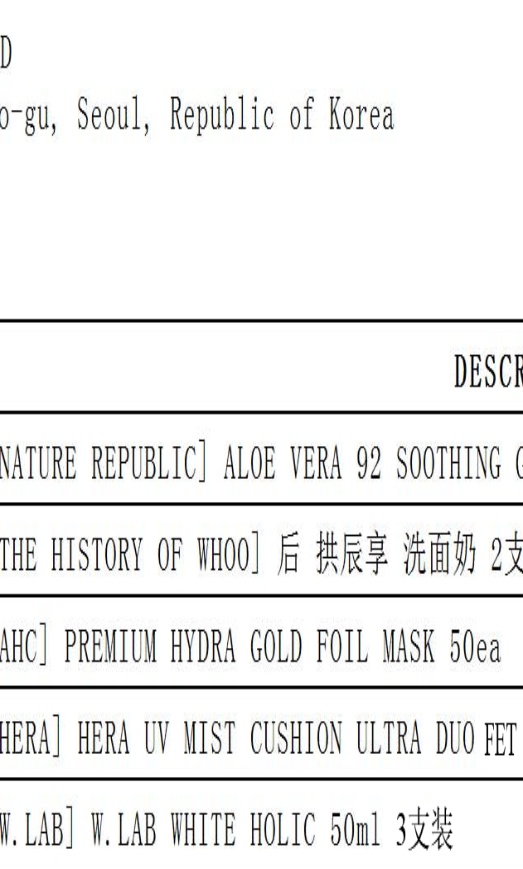 D
o-gu, Seoul, Republic of Korea
DESCR
NATURE REPUBLIC] ALOE VERA 92 SOOTHING G
THE HISTORY OF WHOO] 后 拱辰享 洗面奶 2支
AHC] PREMIUM HYDRA GOLD FOIL MASK 50ea
HERA] HERA UV MIST CUSHION ULTRA DUO FET
W.LAB] W.LAB WHITE HOLIC 50ml 3支装